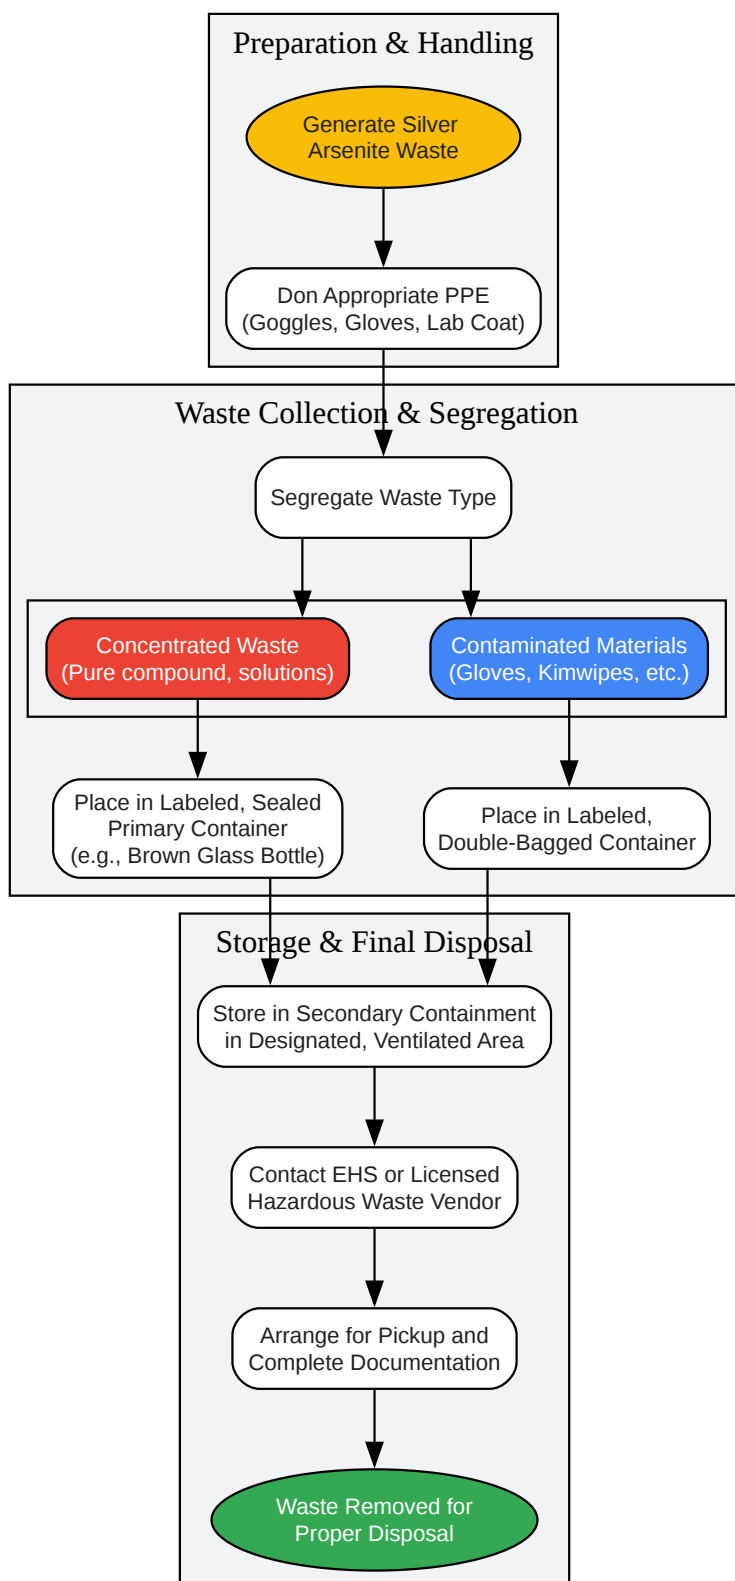 Preparation & Handling
Generate Silver
Arsenite Waste
Don Appropriate PPE
(Goggles, Gloves, Lab Coat)
Waste Collection & Segregation
Segregate Waste Type
Concentrated Waste
(Pure compound, solutions)
Contaminated Materials
(Gloves, Kimwipes, etc.)
Place in Labeled, Sealed
Primary Container
(e.g., Brown Glass Bottle)
Place in Labeled,
Double-Bagged Container
Storage & Final Disposal
Store in Secondary Containment
in Designated, Ventilated Area
Contact EHS or Licensed
Hazardous Waste Vendor
Arrange for Pickup and
Complete Documentation
Waste Removed for
Proper Disposal